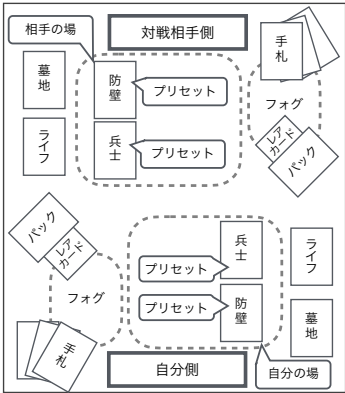 対戦相手側
相手の場
手札
墓地
防壁
プリセット
フォグ
ライフ
兵士
プリセット
レアカード
パック
パック
レアカード
兵士
ライフ
プリセット
フォグ
プリセット
防壁
墓地
手札
自分側
自分の場